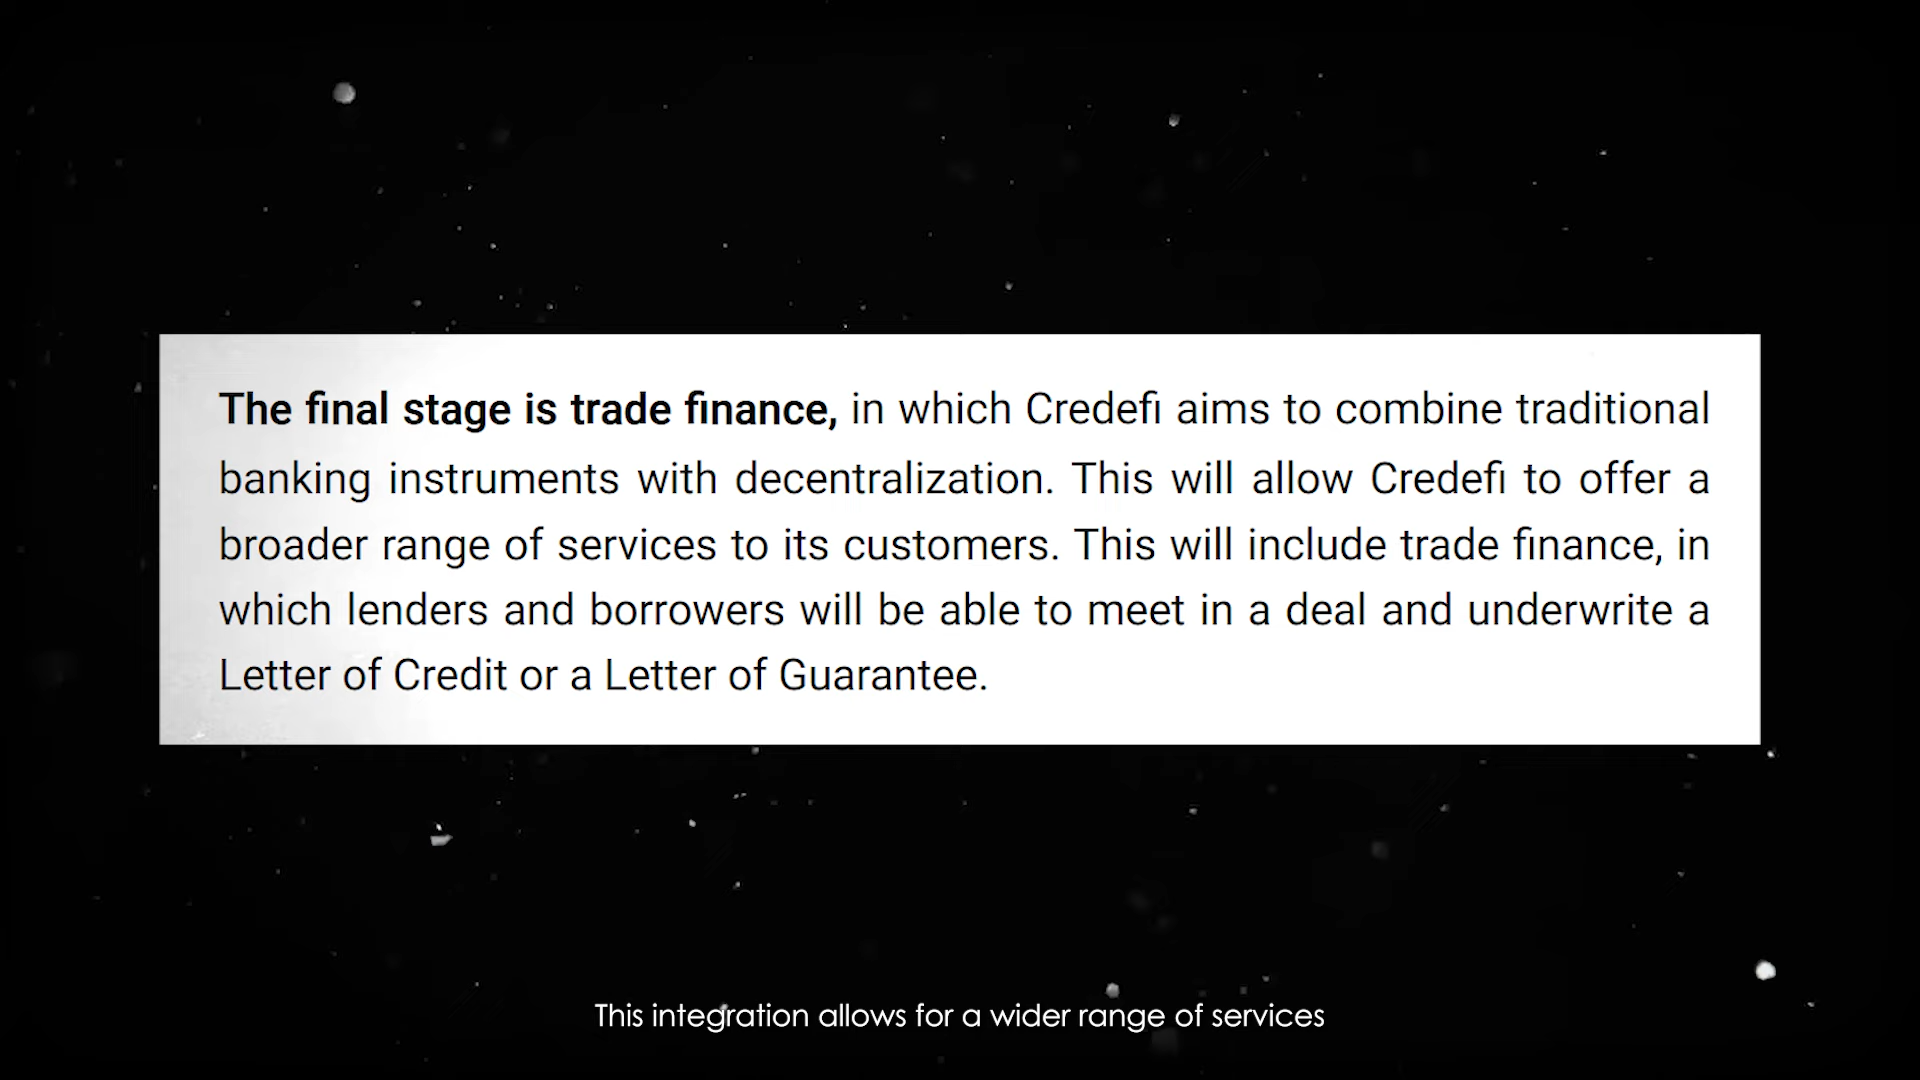 The final stage is trade finance, in which Credefi aims to combine traditional
banking instruments with decentralization. This will allow Credefi to offer a
broader range of services to its customers. This will include trade finance, in
which lenders and borrowers will be able to meet in a deal and underwrite a
Letter of Credit or a Letter of Guarantee.
This integration allows for a wider range of services